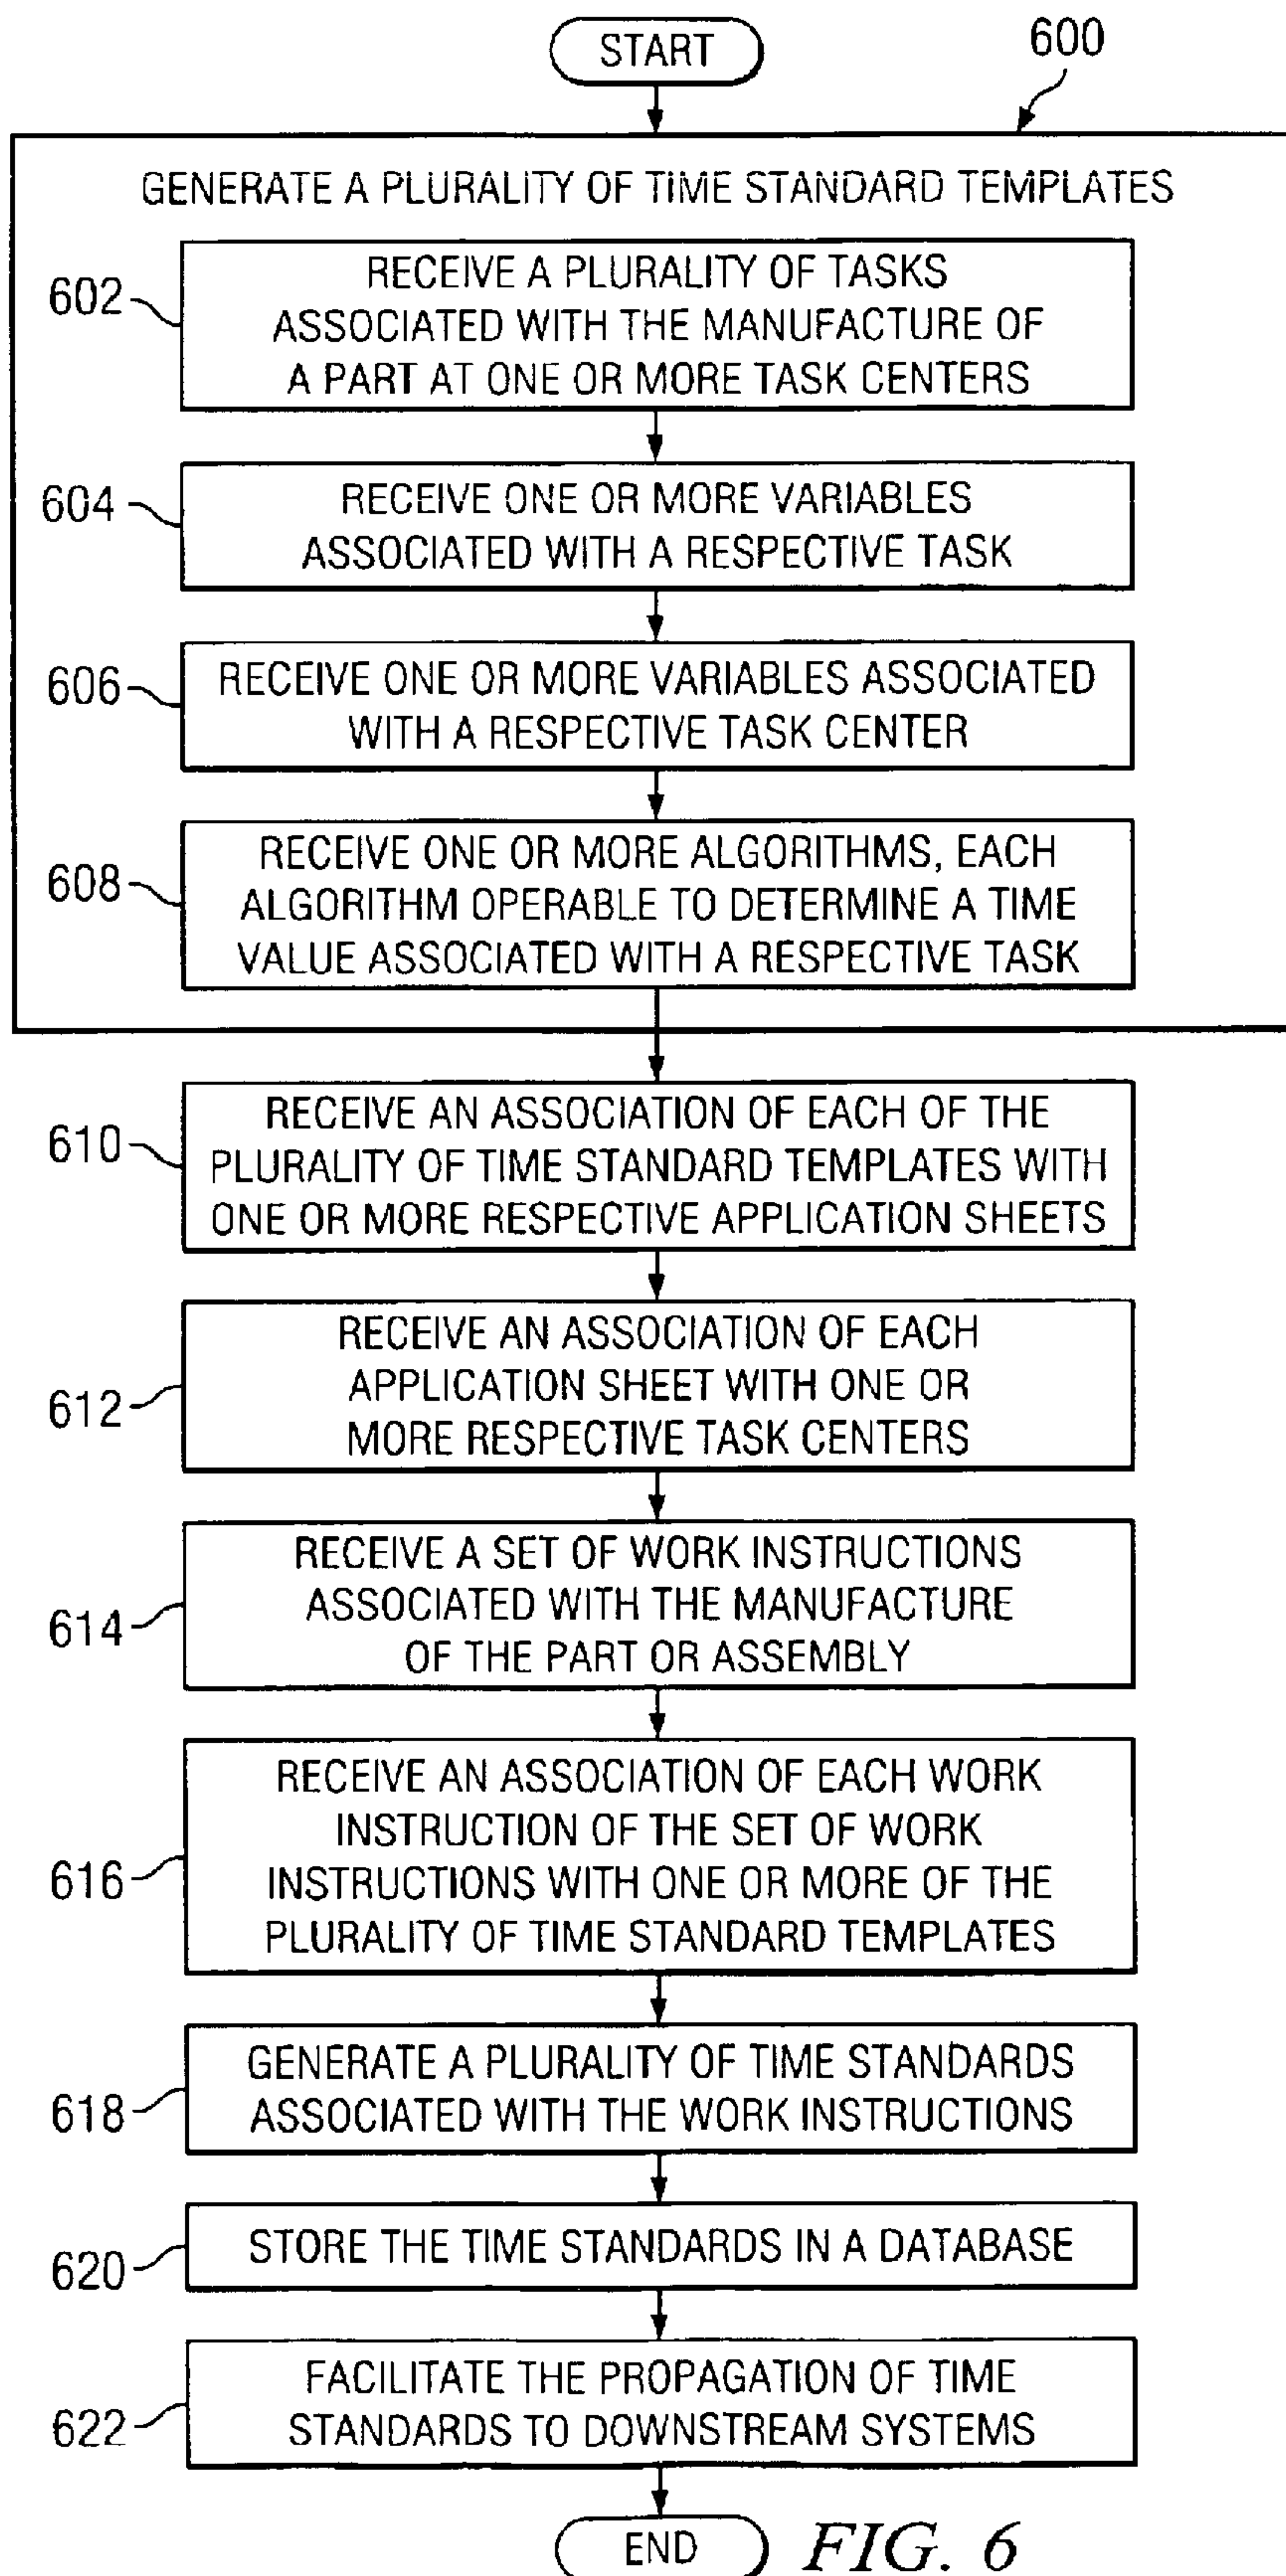 START
600
GENERATE A PLURALITY OF TIME STANDARD TEMPLATES
602
RECEIVE A PLURALITY OF TASKS
ASSOCIATED WITH THE MANUFACTURE OF
A PART AT ONE OR MORE TASK CENTERS
604
RECEIVE ONE OR MORE VARIABLES
ASSOCIATED WITH A RESPECTIVE TASK
606
RECEIVE ONE OR MORE VARIABLES ASSOCIATED
WITH A RESPECTIVE TASK CENTER
608
RECEIVE ONE OR MORE ALGORITHMS, EACH
ALGORITHM OPERABLE TO DETERMINE A TIME
VALUE ASSOCIATED WITH A RESPECTIVE TASK
610
RECEIVE AN ASSOCIATION OF EACH OF THE
PLURALITY OF TIME STANDARD TEMPLATES WITH
ONE OR MORE RESPECTIVE APPLICATION SHEETS
612
RECEIVE AN ASSOCIATION OF EACH
APPLICATION SHEET WITH ONE OR
MORE RESPECTIVE TASK CENTERS
614
RECEIVE A SET OF WORK INSTRUCTIONS
ASSOCIATED WITH THE MANUFACTURE
OF THE PART OR ASSEMBLY
616
RECEIVE AN ASSOCIATION OF EACH WORK
INSTRUCTION OF THE SET OF WORK
INSTRUCTIONS WITH ONE OR MORE OF THE
PLURALITY OF TIME STANDARD TEMPLATES
618
GENERATE A PLURALITY OF TIME STANDARDS
ASSOCIATED WITH THE WORK INSTRUCTIONS
620
STORE THE TIME STANDARDS IN A DATABASE
622
FACILITATE THE PROPAGATION OF TIME
STANDARDS TO DOWNSTREAM SYSTEMS
END
FIG. 6